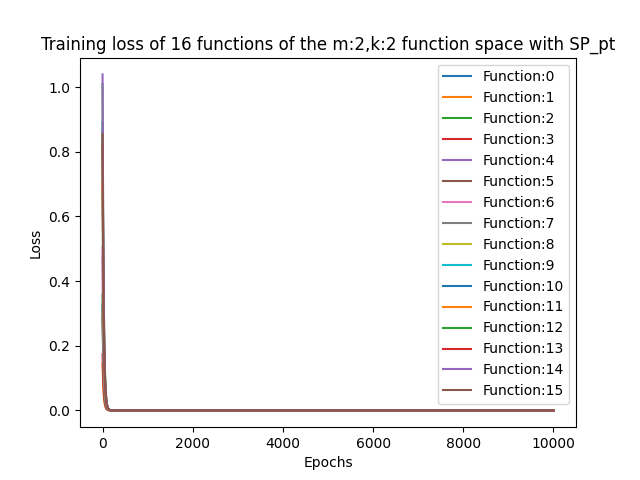 Training loss of 16 functions of the m:2,k:2 function space with SP_pt
Loss
1.0
0.8
0.6
0.4
0.2
0.0
Function:0
Function:1
Function:2
Function:3
Function:4
Function:5
Function:6
Function:7
Function:8
Function:9
Function:10
Function:11
Function:12
Function:13
Function:14
Function:15
0 2000 4000 6000 8000 10000
Epochs